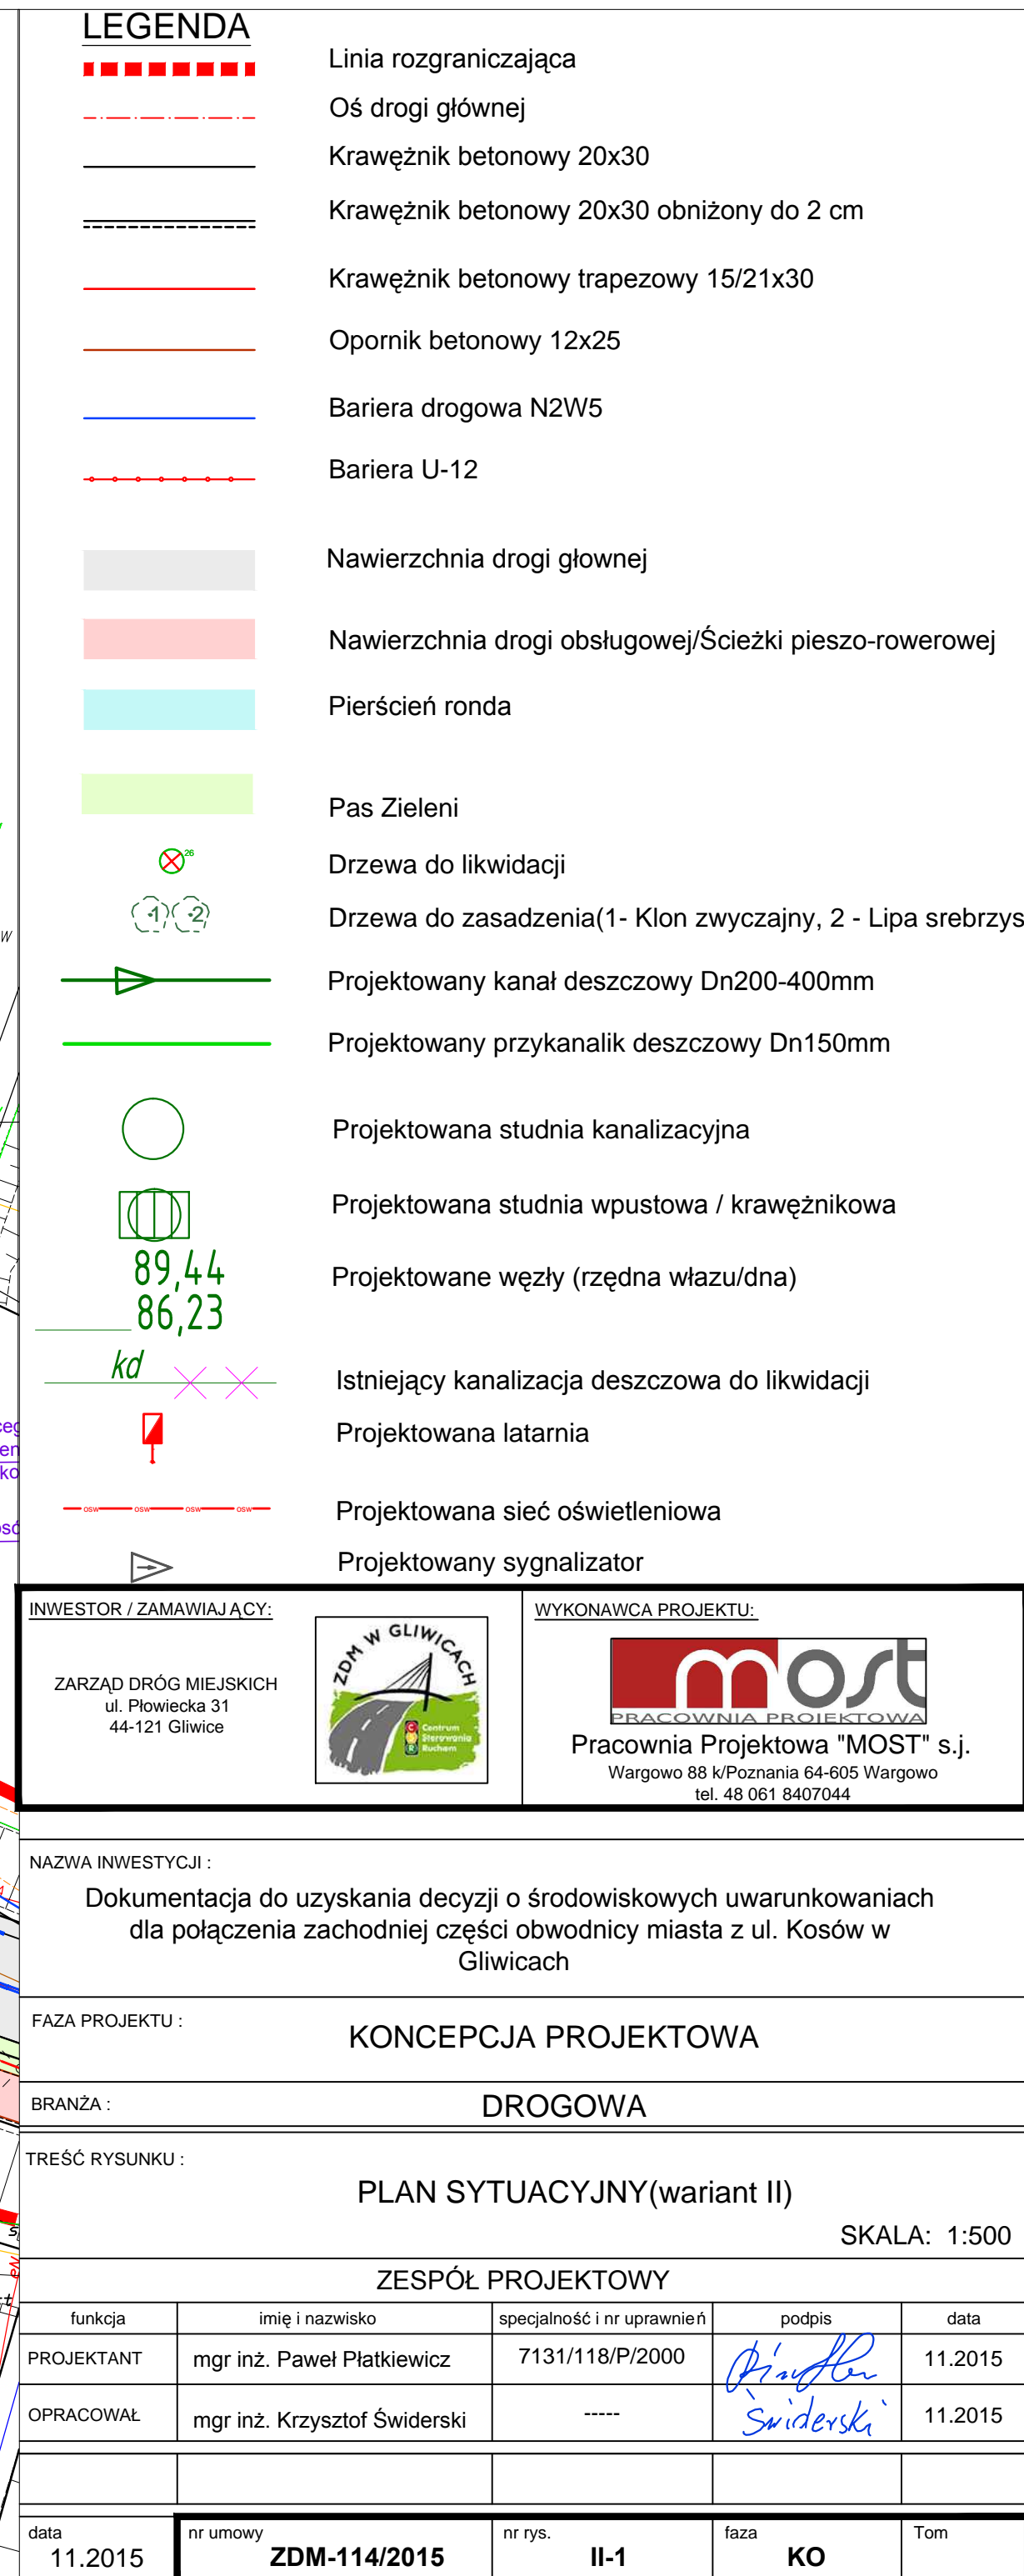 LEGENDA
Linia rozgraniczająca
Oś drogi głównej
Krawężnik betonowy 20x30
Krawężnik betonowy 20x30 obniżony do 2 cm
Krawężnik betonowy trapezowy 15/21x30
Opornik betonowy 12x25
Bariera drogowa N2W5
Bariera U-12
Nawierzchnia drogi głownej
Nawierzchnia drogi obsługowej/Ścieżki pieszo-rowerowej
Pierścień ronda
Pas Zieleni
26
Drzewa do likwidacji
1 2
Drzewa do zasadzenia(1- Klon zwyczajny, 2 - Lipa srebrzys
Projektowany kanał deszczowy Dn200-400mm
Projektowany przykanalik deszczowy Dn150mm
Projektowana studnia kanalizacyjna
Projektowana studnia wpustowa / krawężnikowa
89,44
Projektowane węzły (rzędna włazu/dna)
86,23
kd
Istniejący kanalizacja deszczowa do likwidacji
Projektowana latarnia
osw osw osw osw
Projektowana sieć oświetleniowa
Projektowany sygnalizator
INWESTOR / ZAMAWIAJĄCY:
ZARZĄD DRÓG MIEJSKICH
ul. Płowiecka 31
44-121 Gliwice
ZDM W GLIWICACH
Centrum
Sterowania
Ruchem
WYKONAWCA PROJEKTU:
most
PRACOWNIA PROJEKTOWA
Pracownia Projektowa "MOST" s.j.
Wargowo 88 k/Poznania 64-605 Wargowo
tel. 48 061 8407044
NAZWA INWESTYCJI :
Dokumentacja do uzyskania decyzji o środowiskowych uwarunkowaniach
dla połączenia zachodniej części obwodnicy miasta z ul. Kosów w
Gliwicach
FAZA PROJEKTU :
KONCEPCJA PROJEKTOWA
BRANŻA :
DROGOWA
TREŚĆ RYSUNKU :
PLAN SYTUACYJNY(wariant II)
SKALA: 1:500
ZESPÓŁ PROJEKTOWY
funkcja imię i nazwisko specjalność i nr uprawnień podpis data
PROJEKTANT mgr inż. Paweł Płatkiewicz 7131/118/P/2000 11.2015
OPRACOWAŁ mgr inż. Krzysztof Świderski ----- Świderski 11.2015
data nr umowy nr rys. faza Tom
11.2015 ZDM-114/2015 II-1 KO